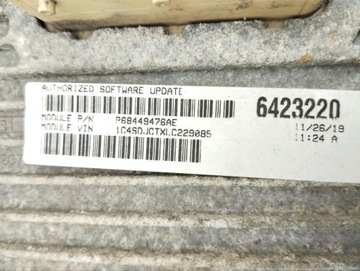 AUTHORIZED SOFTWARE UPDATE
6423220
MODULE P/N P68449476AE
11/26/19
MODULE VIN 1C4SDJCTXLC229085
11:24 A